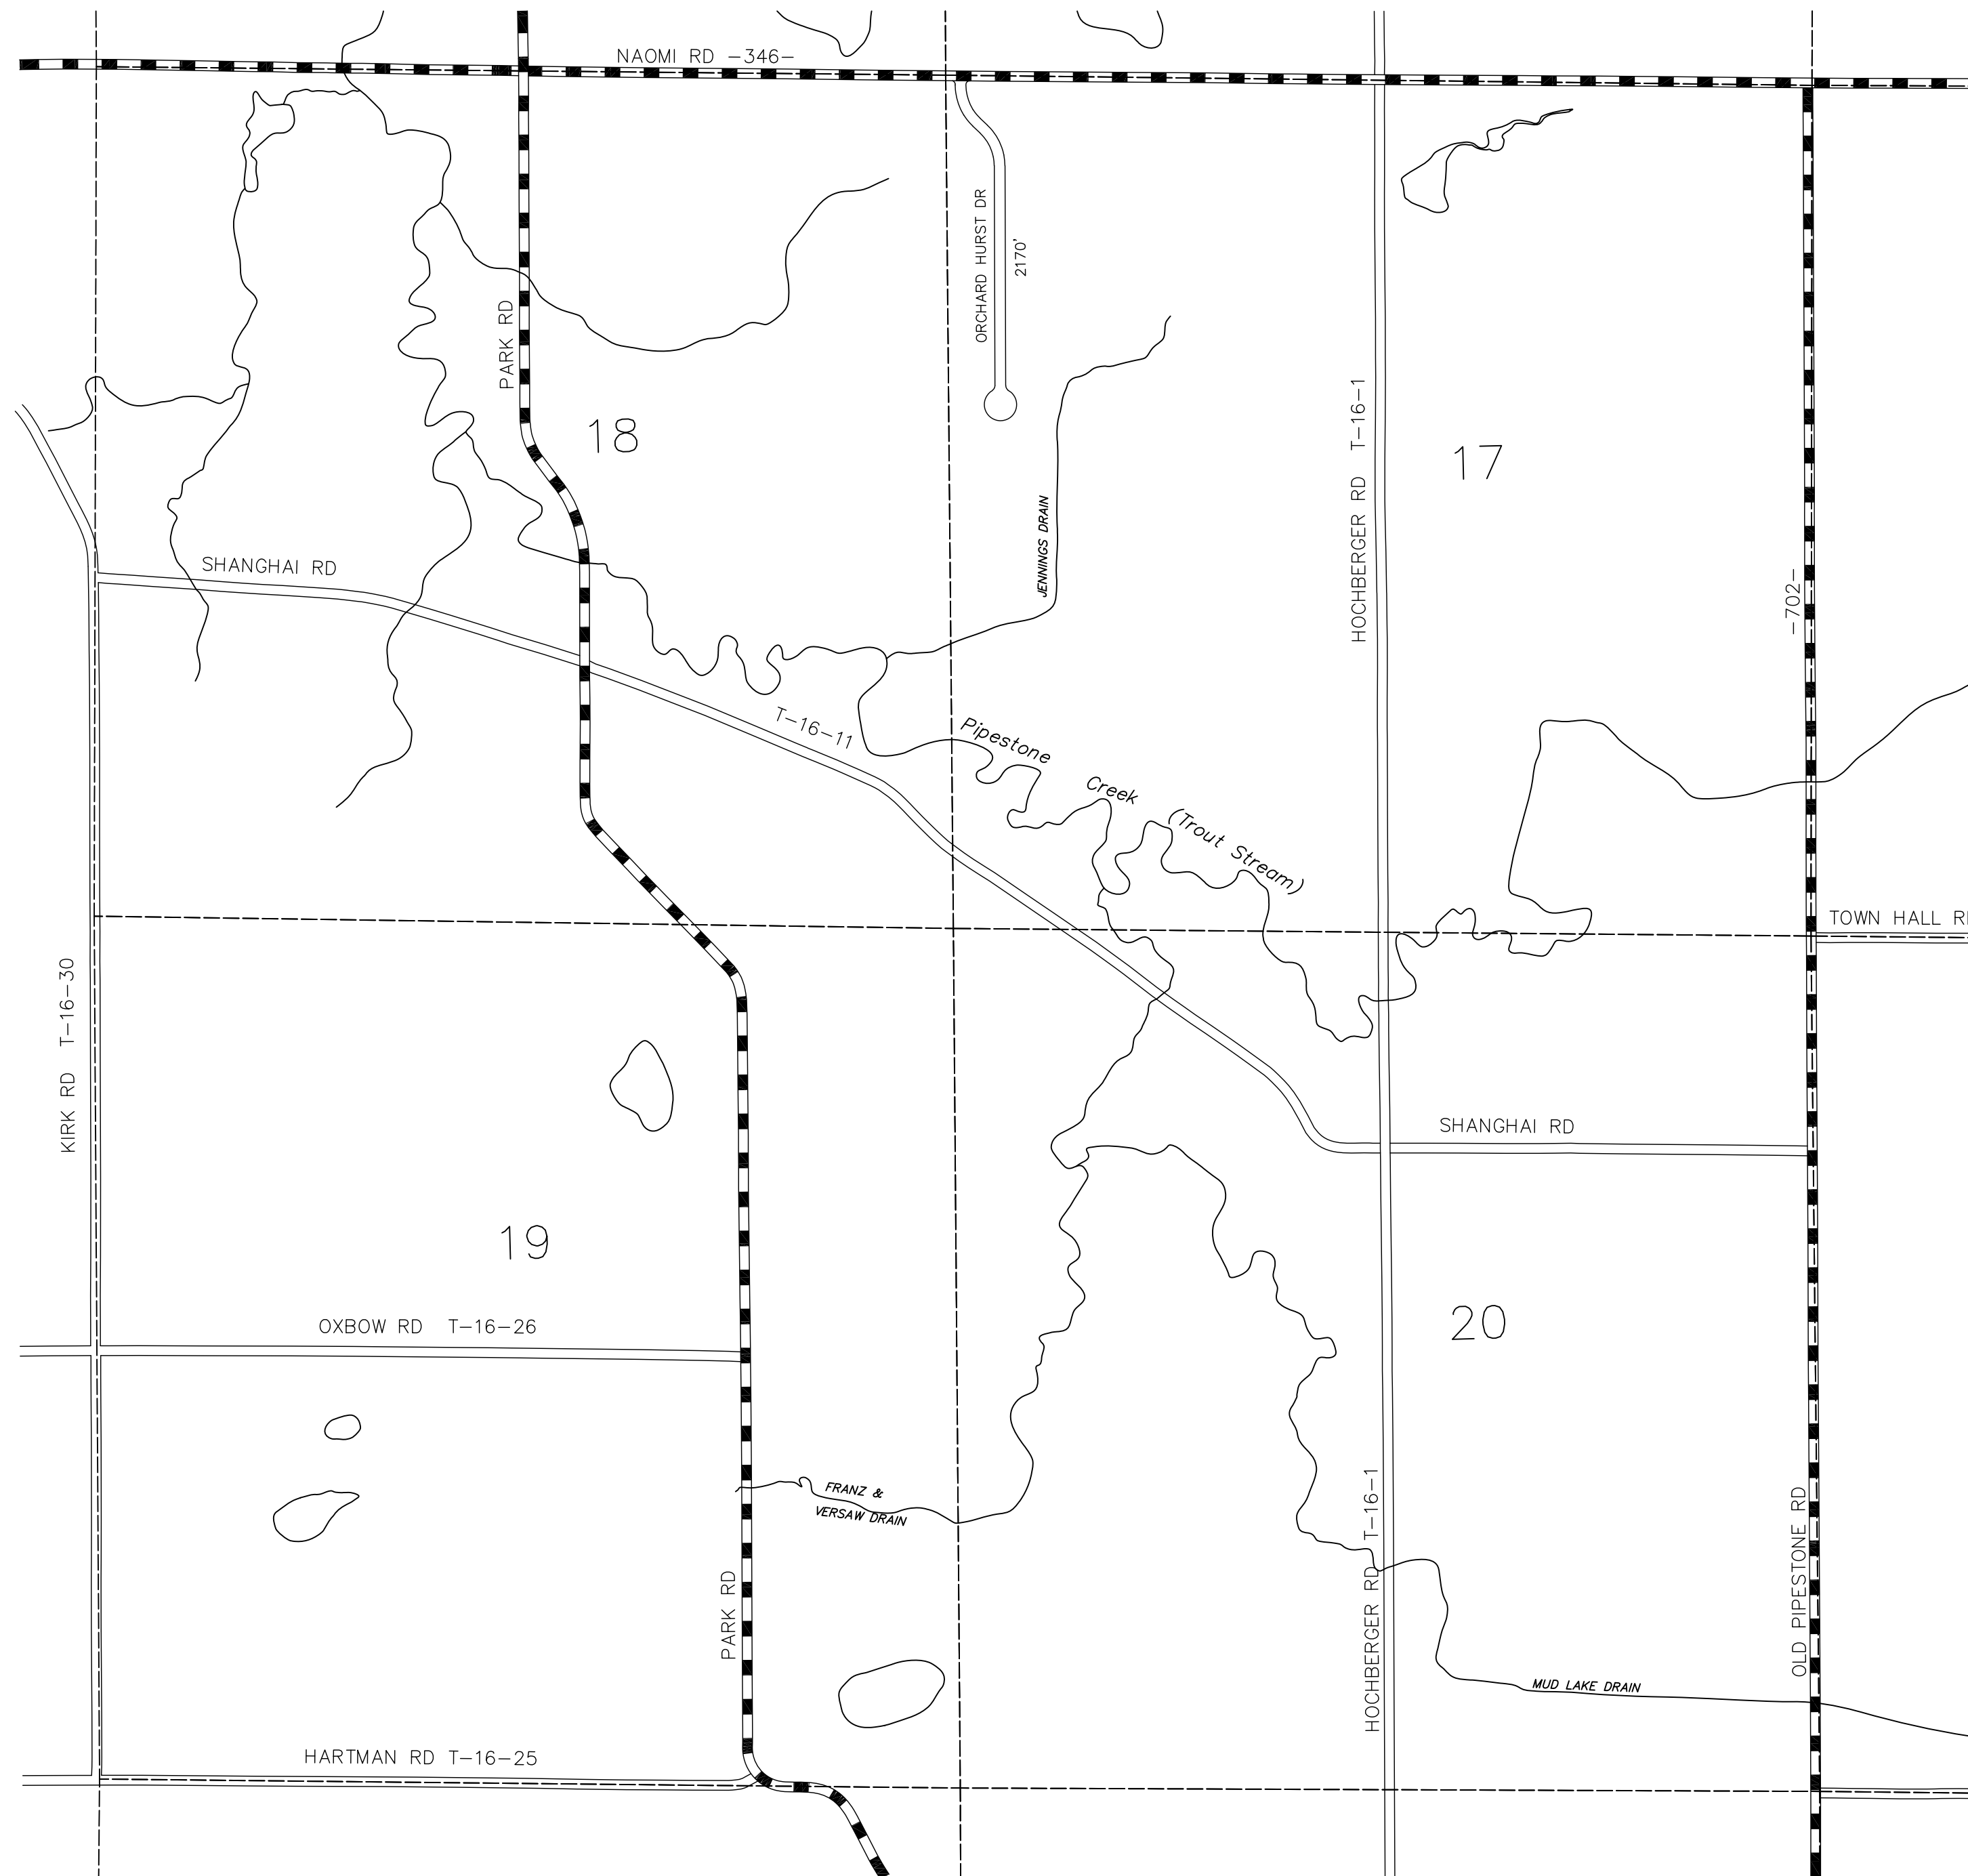 NAOMI RD -346-
ORCHARD HURST DR
2170'
PARK RD
18
HOCHBERGER RD T-16-1
17
JENNINGS DRAIN
SHANGHAI RD
-702-
T-16-11
Pipestone Creek (Trout Stream)
TOWN HALL
KIRK RD T-16-30
SHANGHAI RD
19
OXBOW RD T-16-26
20
FRANZ &
VERSAW DRAIN
PARK RD
HOCHBERGER RD T-16-1
OLD PIPESTONE RD
MUD LAKE DRAIN
HARTMAN RD T-16-25